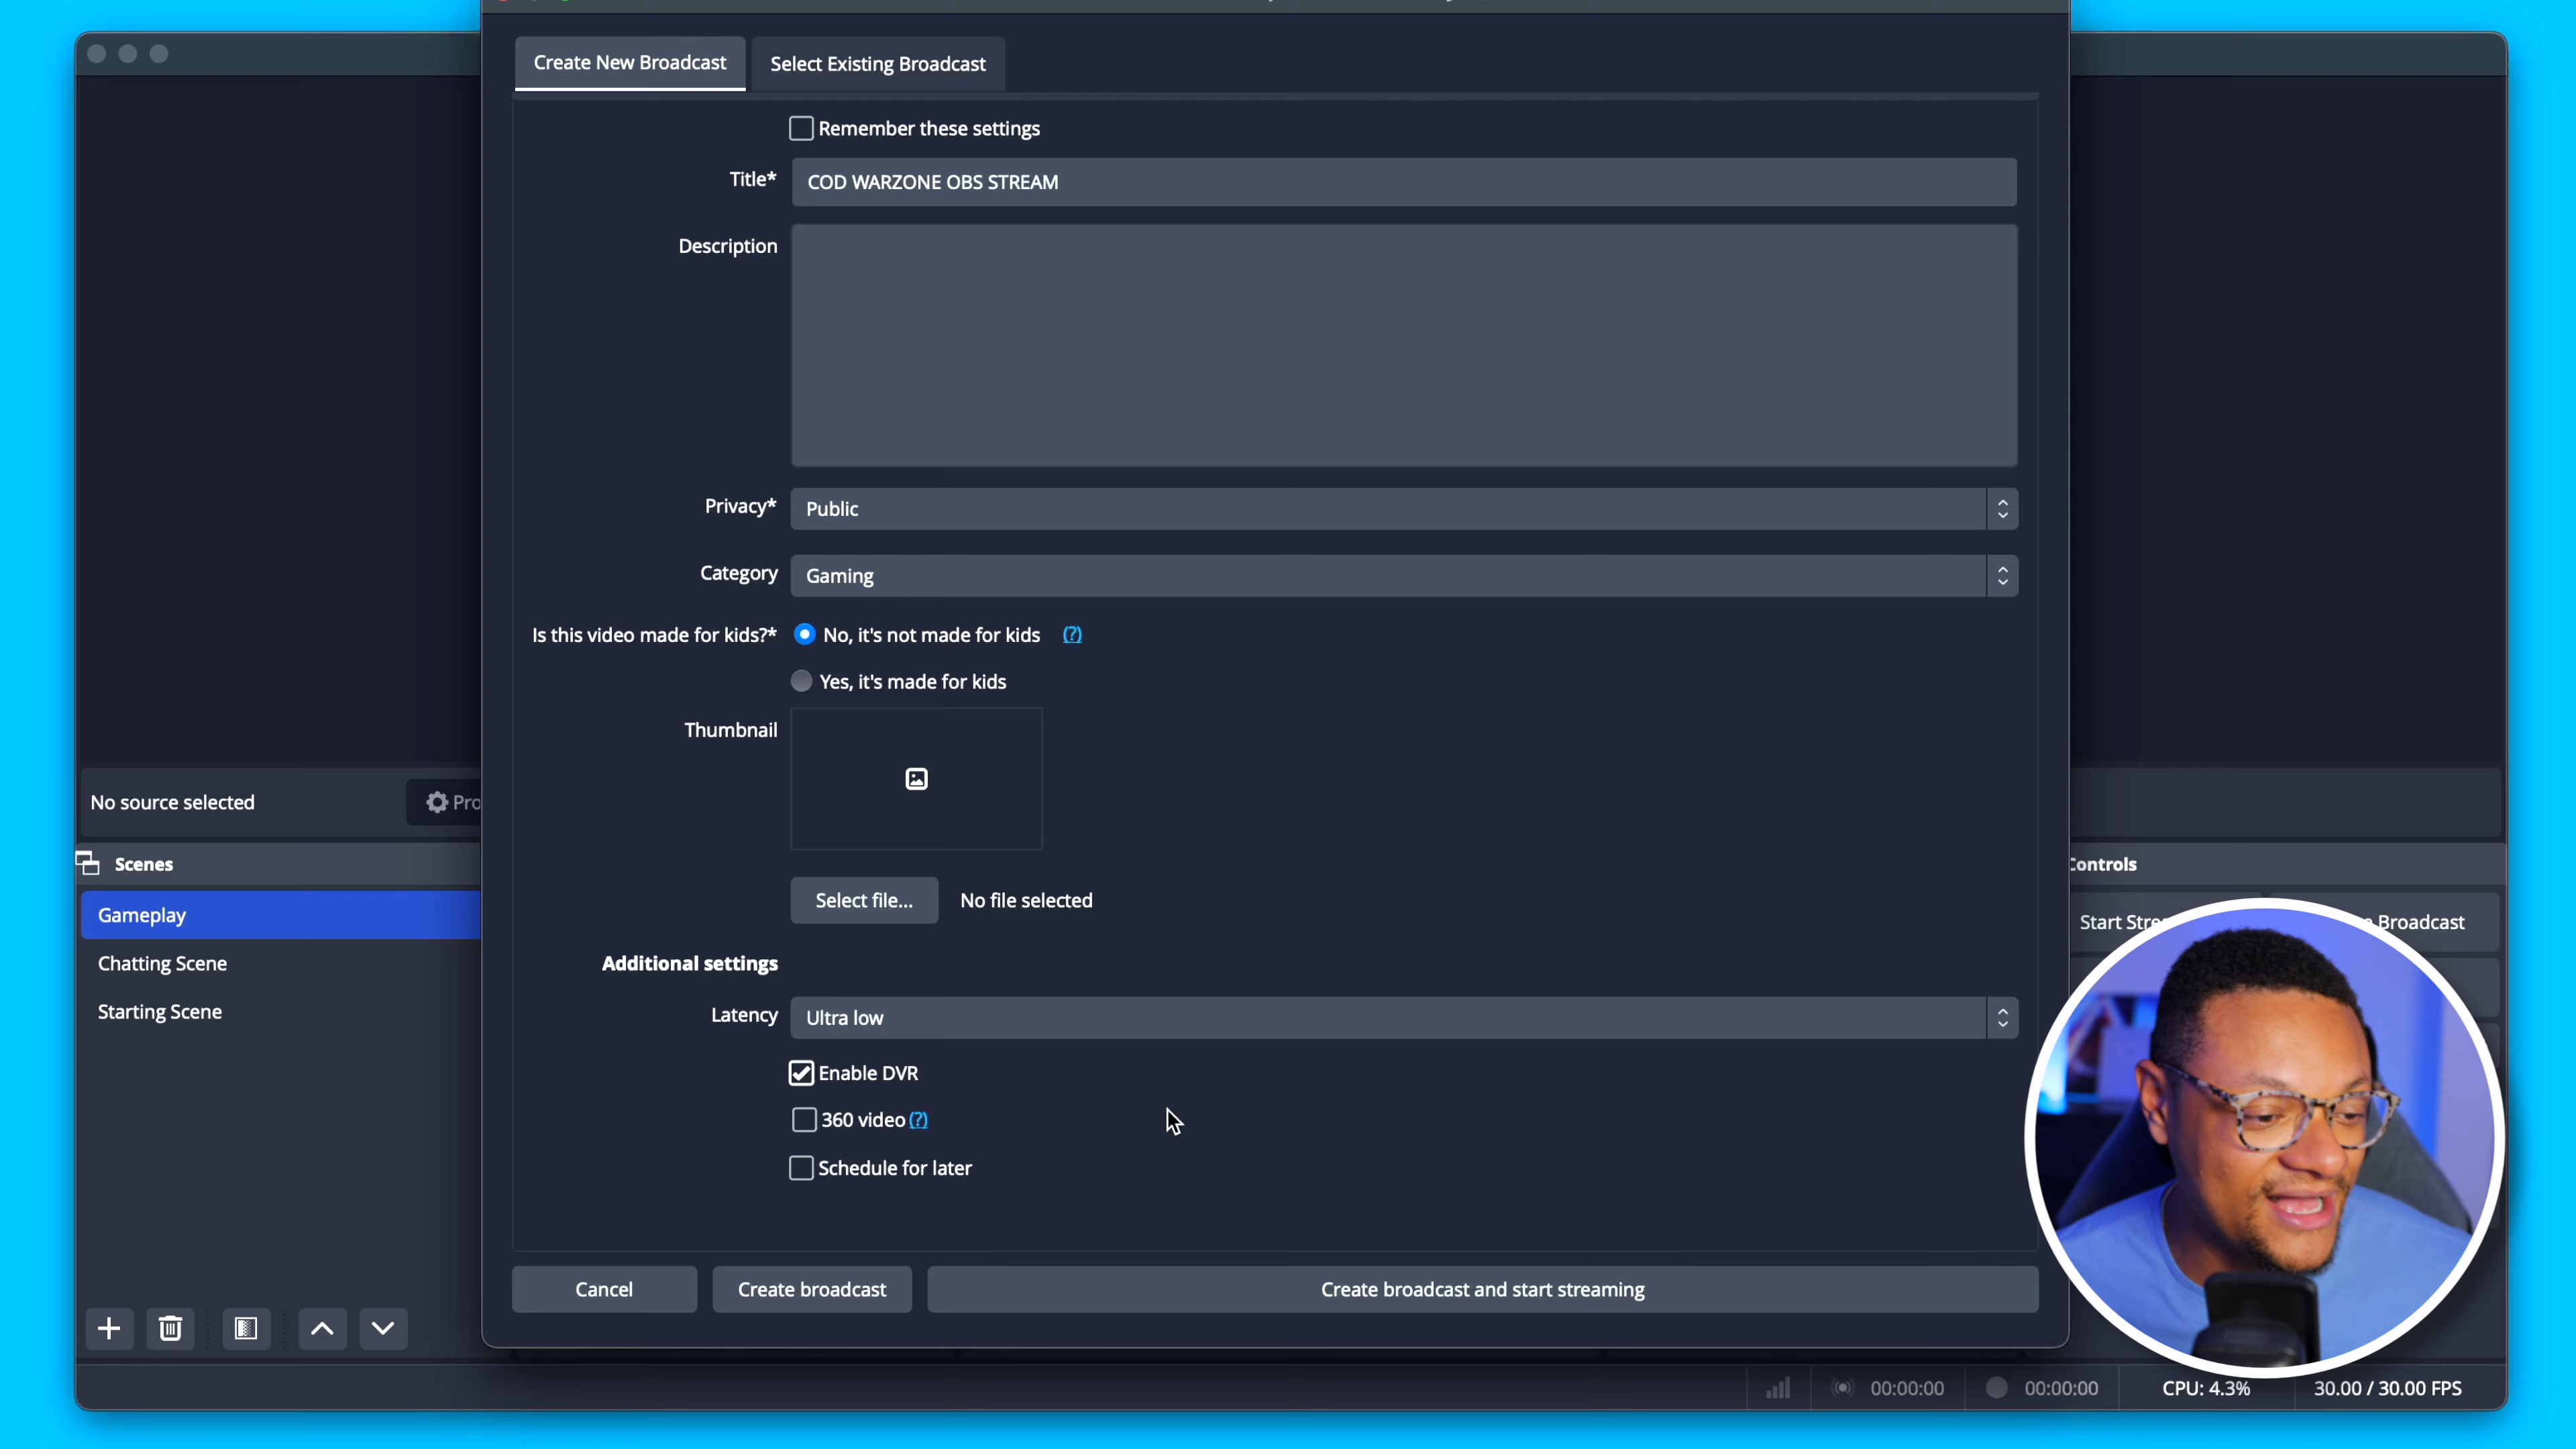 Create New Broadcast
Select Existing Broadcast
Remember these settings
Title* COD WARZONE OBS STREAM
Description
Privacy* Public
Category Gaming
Is this video made for kids?* No, it's not made for kids (?)
Yes, it's made for kids
Thumbnail
Select file... No file selected
Additional settings
Latency Ultra low
Enable DVR
360 video (?)
Schedule for later
Cancel
Create broadcast
Create broadcast and start streaming
No source selected
Pro
Scenes
Gameplay
Chatting Scene
Starting Scene
Controls
Start Stre
Broadcast
00:00:00
00:00:00
CPU: 4.3%
30.00 / 30.00 FPS